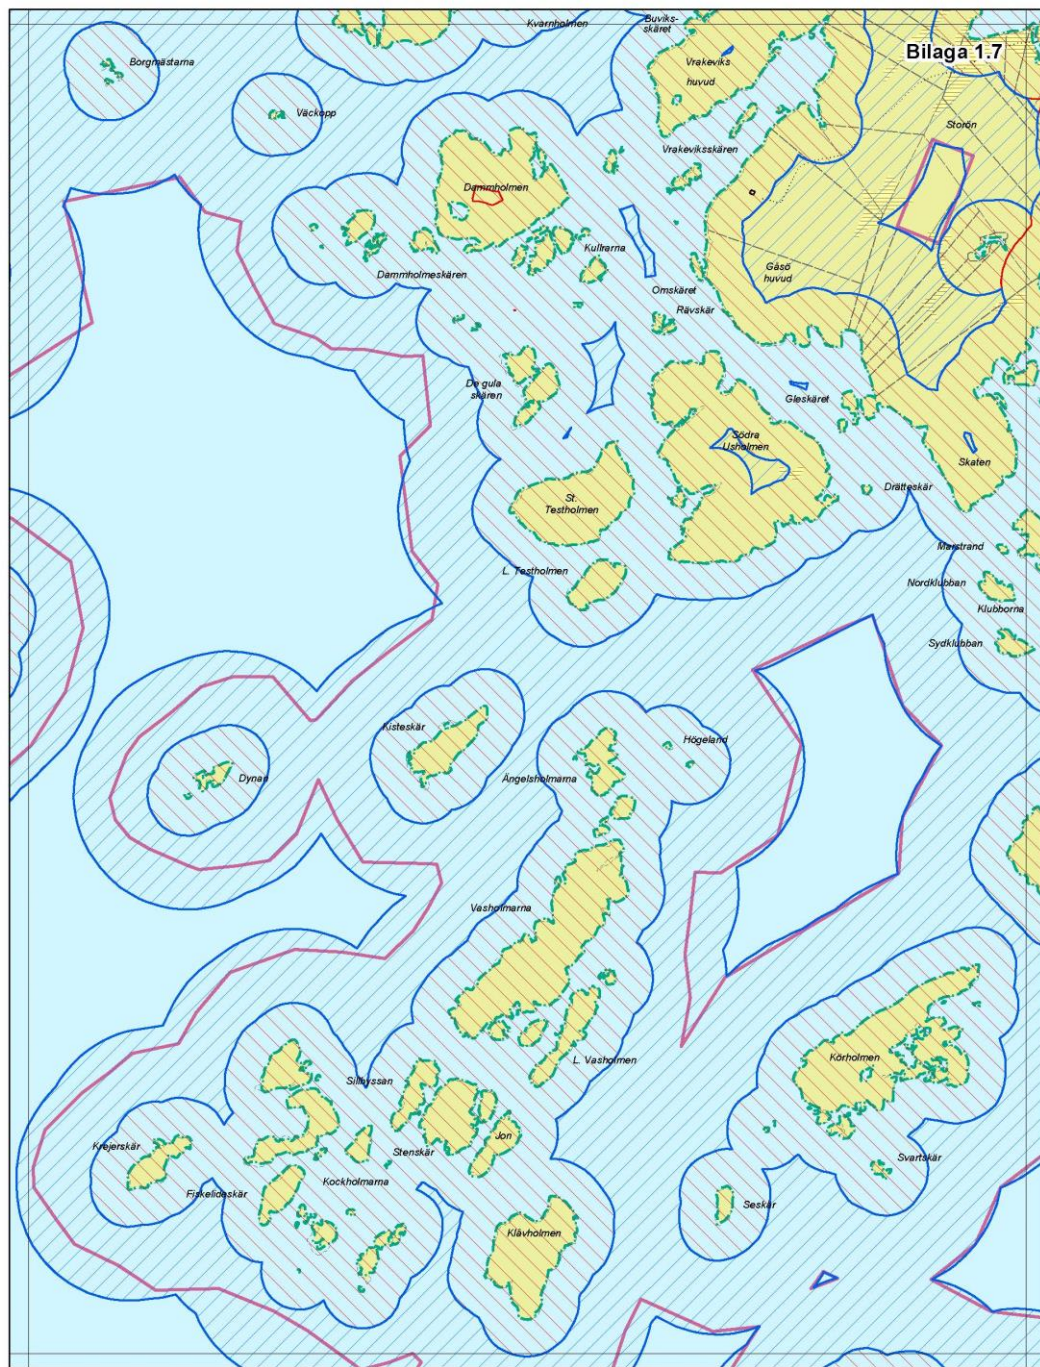 Kvarnholmen
Buviks-
skäret
Bilaga 1.7
Borgmästarna
Vrakeviks
huvud
Väckopp
Storön
Vrakeviksskären
Dammholmen
Kullrarna
Dammholmeskären
Gåsö
huvud
Omskäret
Rävskär
De gula
skären
Gleskäret
Södra
Usholmen
Skaten
St.
Testholmen
Drätteskär
Marstrand
L. Testholmen
Nordklubban
Klubborna
Sydklubban
Kisteskär
Högeland
Dynan
Ängelsholmarna
Vasholmarna
L. Vasholmen
Körholmen
Sillbyssan
Krejerskär
Jon
Stenskär
Svartskär
Kockholmarna
Fiskelideskär
Seskär
Klåvholmen